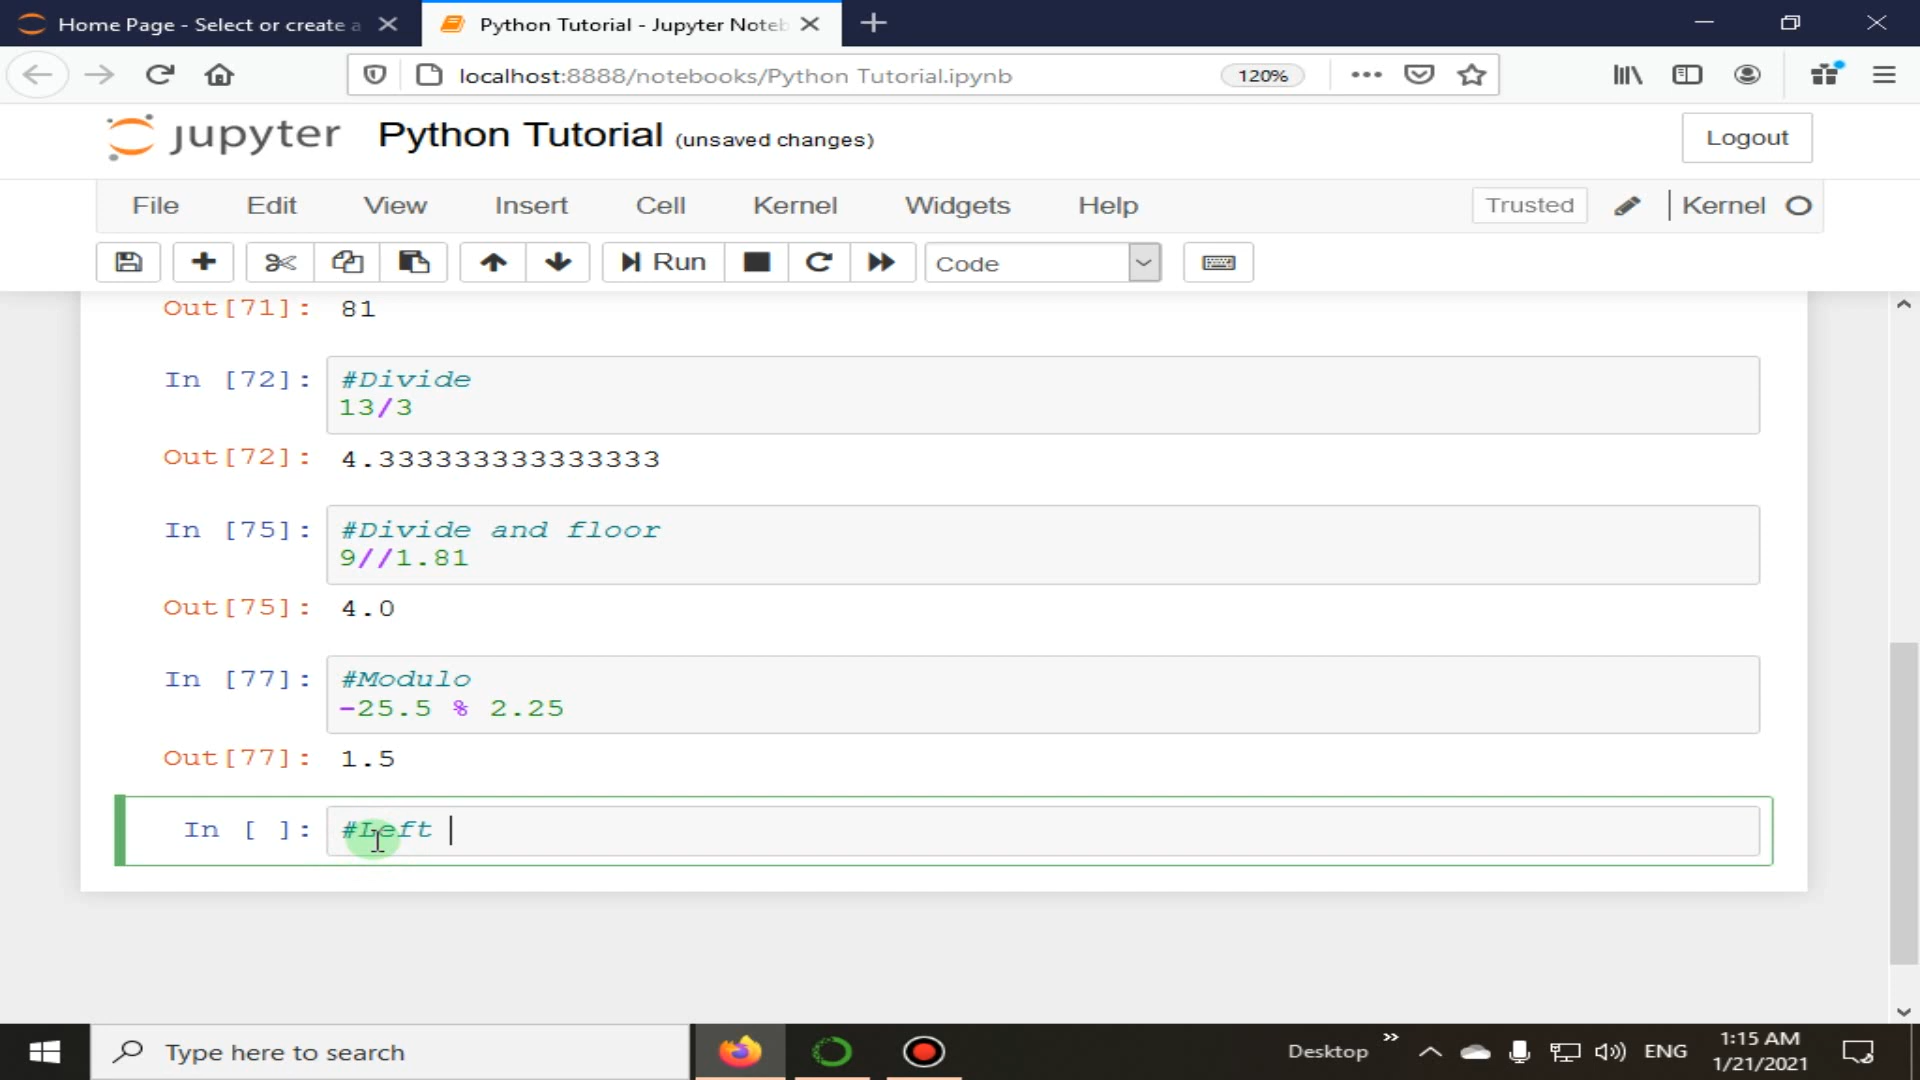 Home Page - Select or create a
Python Tutorial - Jupyter Noteb
localhost:8888/notebooks/Python Tutorial.ipynb
120%
jupyter
Python Tutorial (unsaved changes)
Logout
File Edit View Insert Cell Kernel Widgets Help
Trusted
Kernel
Run
Code
Out[71]: 81
In [72]: #Divide
13/3
Out[72]: 4.333333333333333
In [75]: #Divide and floor
9//1.81
Out[75]: 4.0
In [77]: #Modulo
-25.5 % 2.25
Out[77]: 1.5
In [ ]: #Left
Type here to search
Desktop
ENG
1:15 AM
1/21/2021